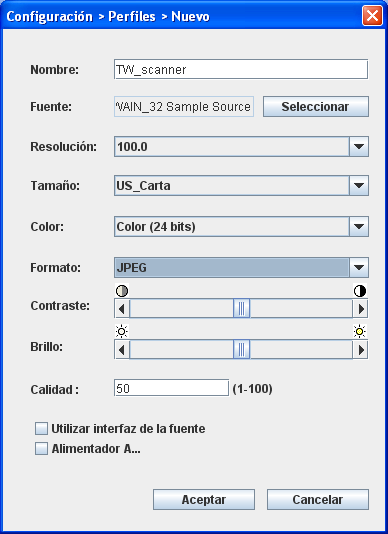 Configuración > Perfiles > Nuevo
Nombre: TW_scanner
Fuente: WAIN_32 Sample Source Seleccionar
Resolución: 100.0
Tamaño: US_Carta
Color: Color (24 bits)
Formato: JPEG
Contraste:
Brillo:
Calidad : 50 (1-100)
Utilizar interfaz de la fuente
Alimentador A...
Aceptar Cancelar